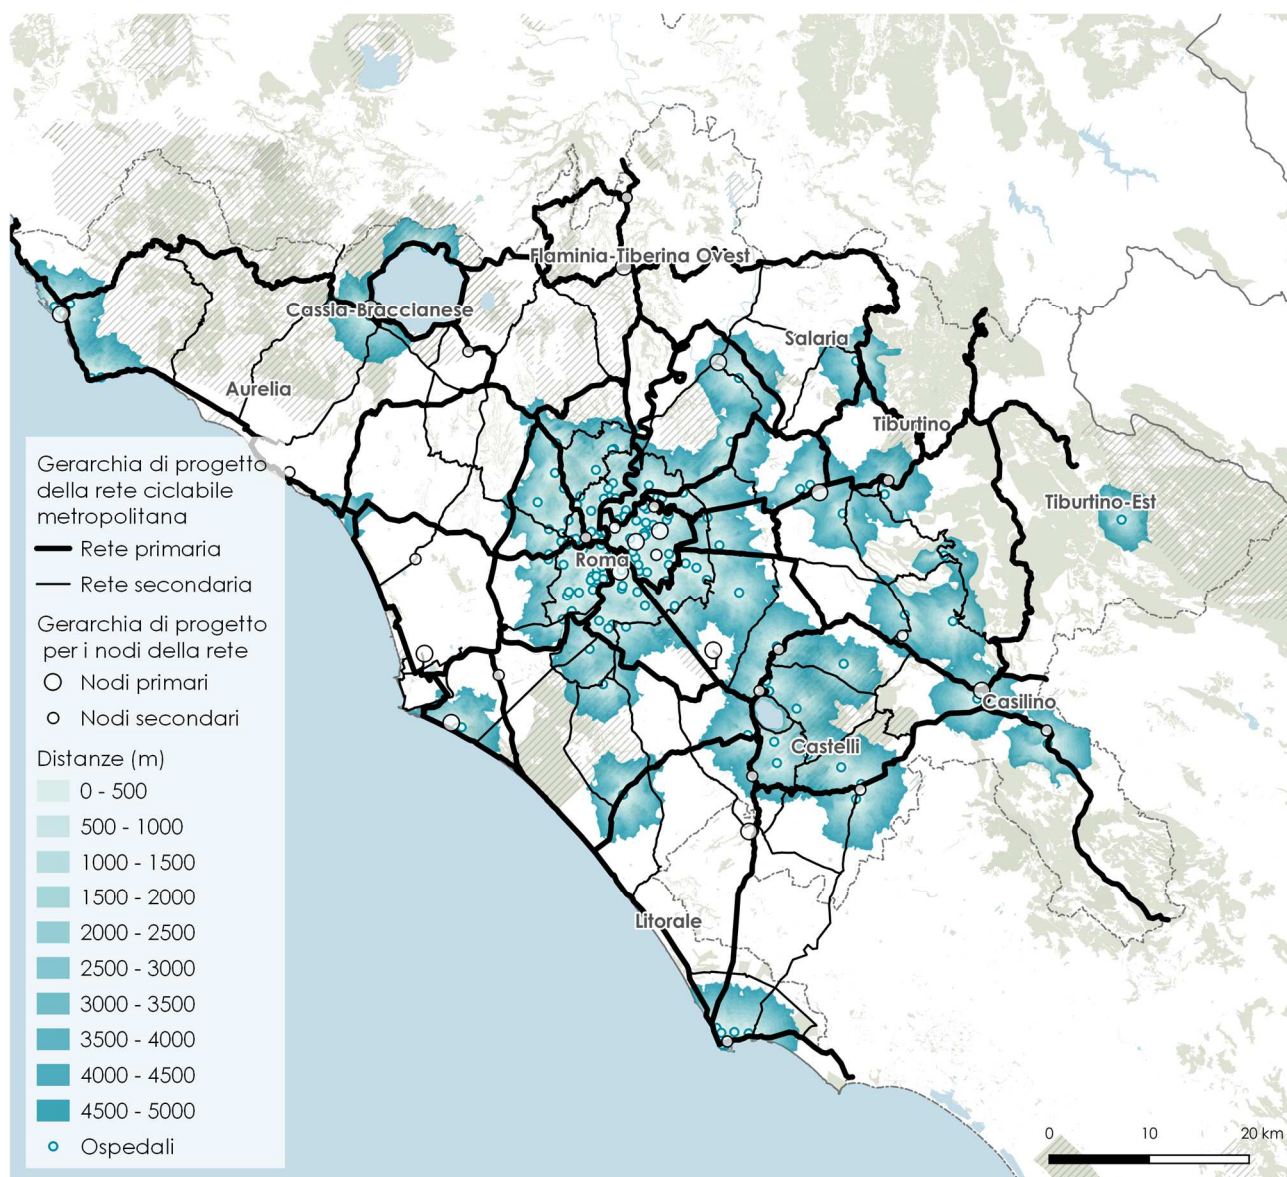 Flaminia-Tiberina Ovest
Cassia-Braccianese
Salaria
Aurelia
Tiburtino
Tiburtino-Est
Roma
Casilino
Castelli
Litorale
Gerarchia di progetto
della rete ciclabile
metropolitana
Rete primaria
Rete secondaria
Gerarchia di progetto
per i nodi della rete
Nodi primari
Nodi secondari
Distanze (m)
0 - 500
500 - 1000
1000 - 1500
1500 - 2000
2000 - 2500
2500 - 3000
3000 - 3500
3500 - 4000
4000 - 4500
4500 - 5000
Ospedali
0 10 20 km